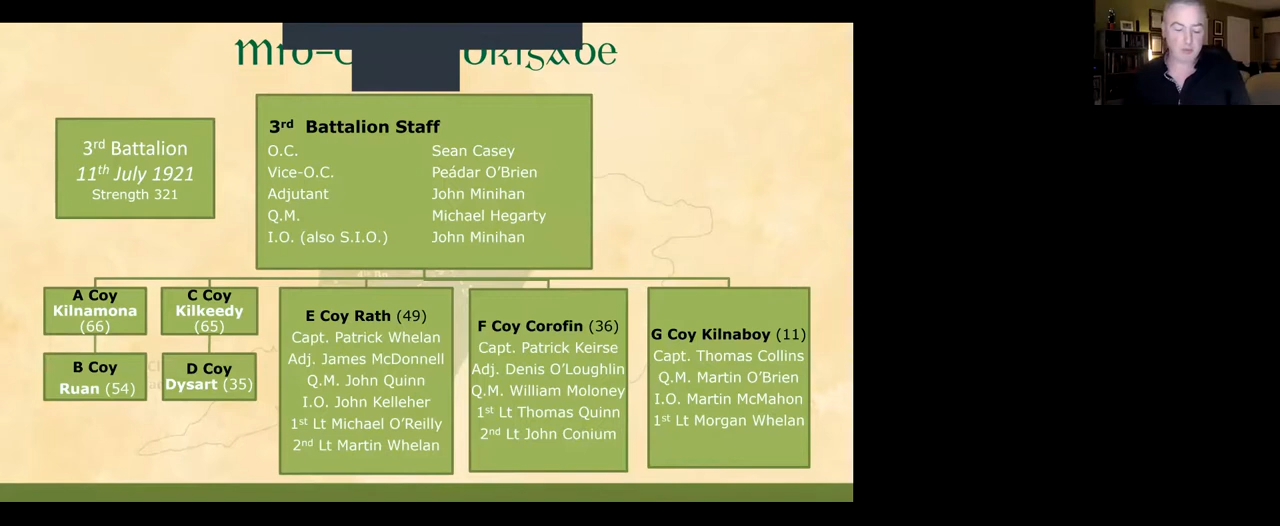 3rd Battalion
11th July 1921
Strength 321
3rd Battalion Staff
O.C. Sean Casey
Vice-O.C. Peádar O’Brien
Adjutant John Minihan
Q.M. Michael Hegarty
I.O. (also S.I.O.) John Minihan
A Coy
Kilnamona
(66)
B Coy
Ruan (54)
C Coy
Kilkeedy
(65)
D Coy
Dysart (35)
E Coy Rath (49)
Capt. Patrick Whelan
Adj. James McDonnell
Q.M. John Quinn
I.O. John Kelleher
1st Lt Michael O’Reilly
2nd Lt Martin Whelan
F Coy Corofin (36)
Capt. Patrick Keirse
Adj. Denis O’Loughlin
Q.M. William Moloney
1st Lt Thomas Quinn
2nd Lt John Conium
G Coy Kilnaboy (11)
Capt. Thomas Collins
Q.M. Martin O’Brien
I.O. Martin McMahon
1st Lt Morgan Whelan